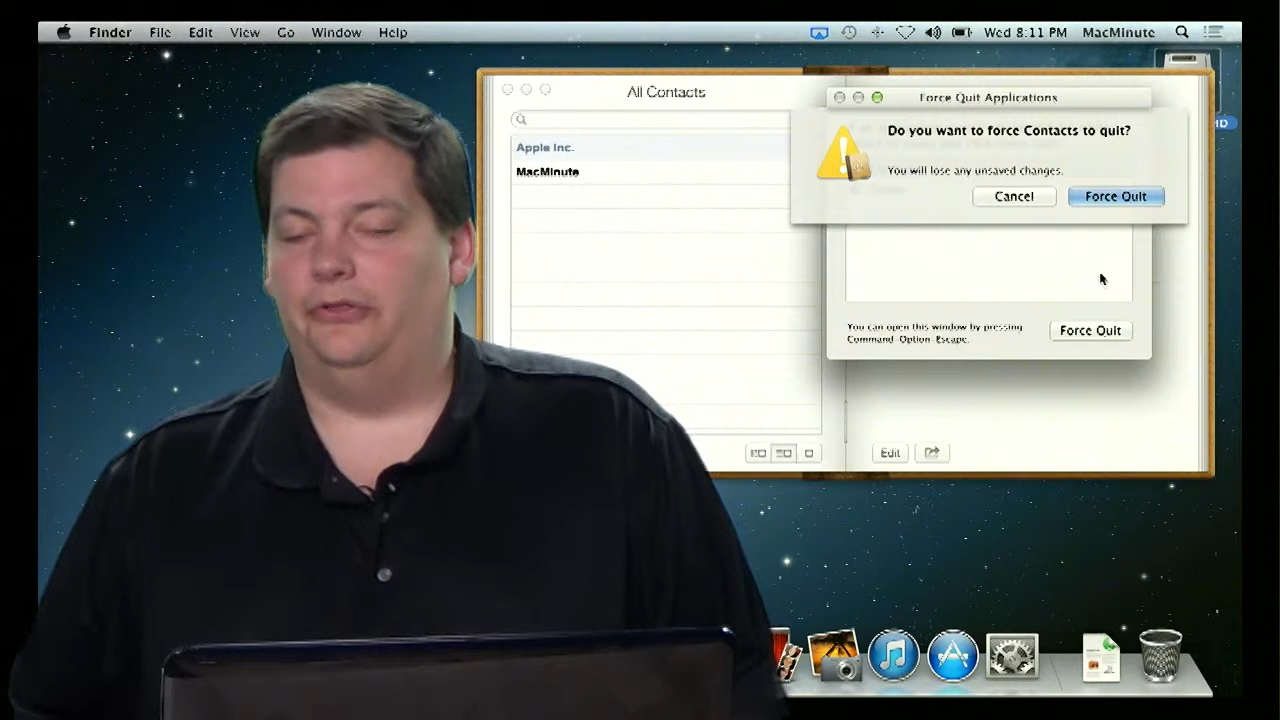 Finder File Edit View Go Window Help Wed 8:11 PM MacMinute
All Contacts
Force Quit Applications
Do you want to force Contacts to quit?
Apple Inc.
MacMinute
You will lose any unsaved changes.
Cancel Force Quit
You can open this window by pressing
Command-Option-Escape.
Force Quit
Edit